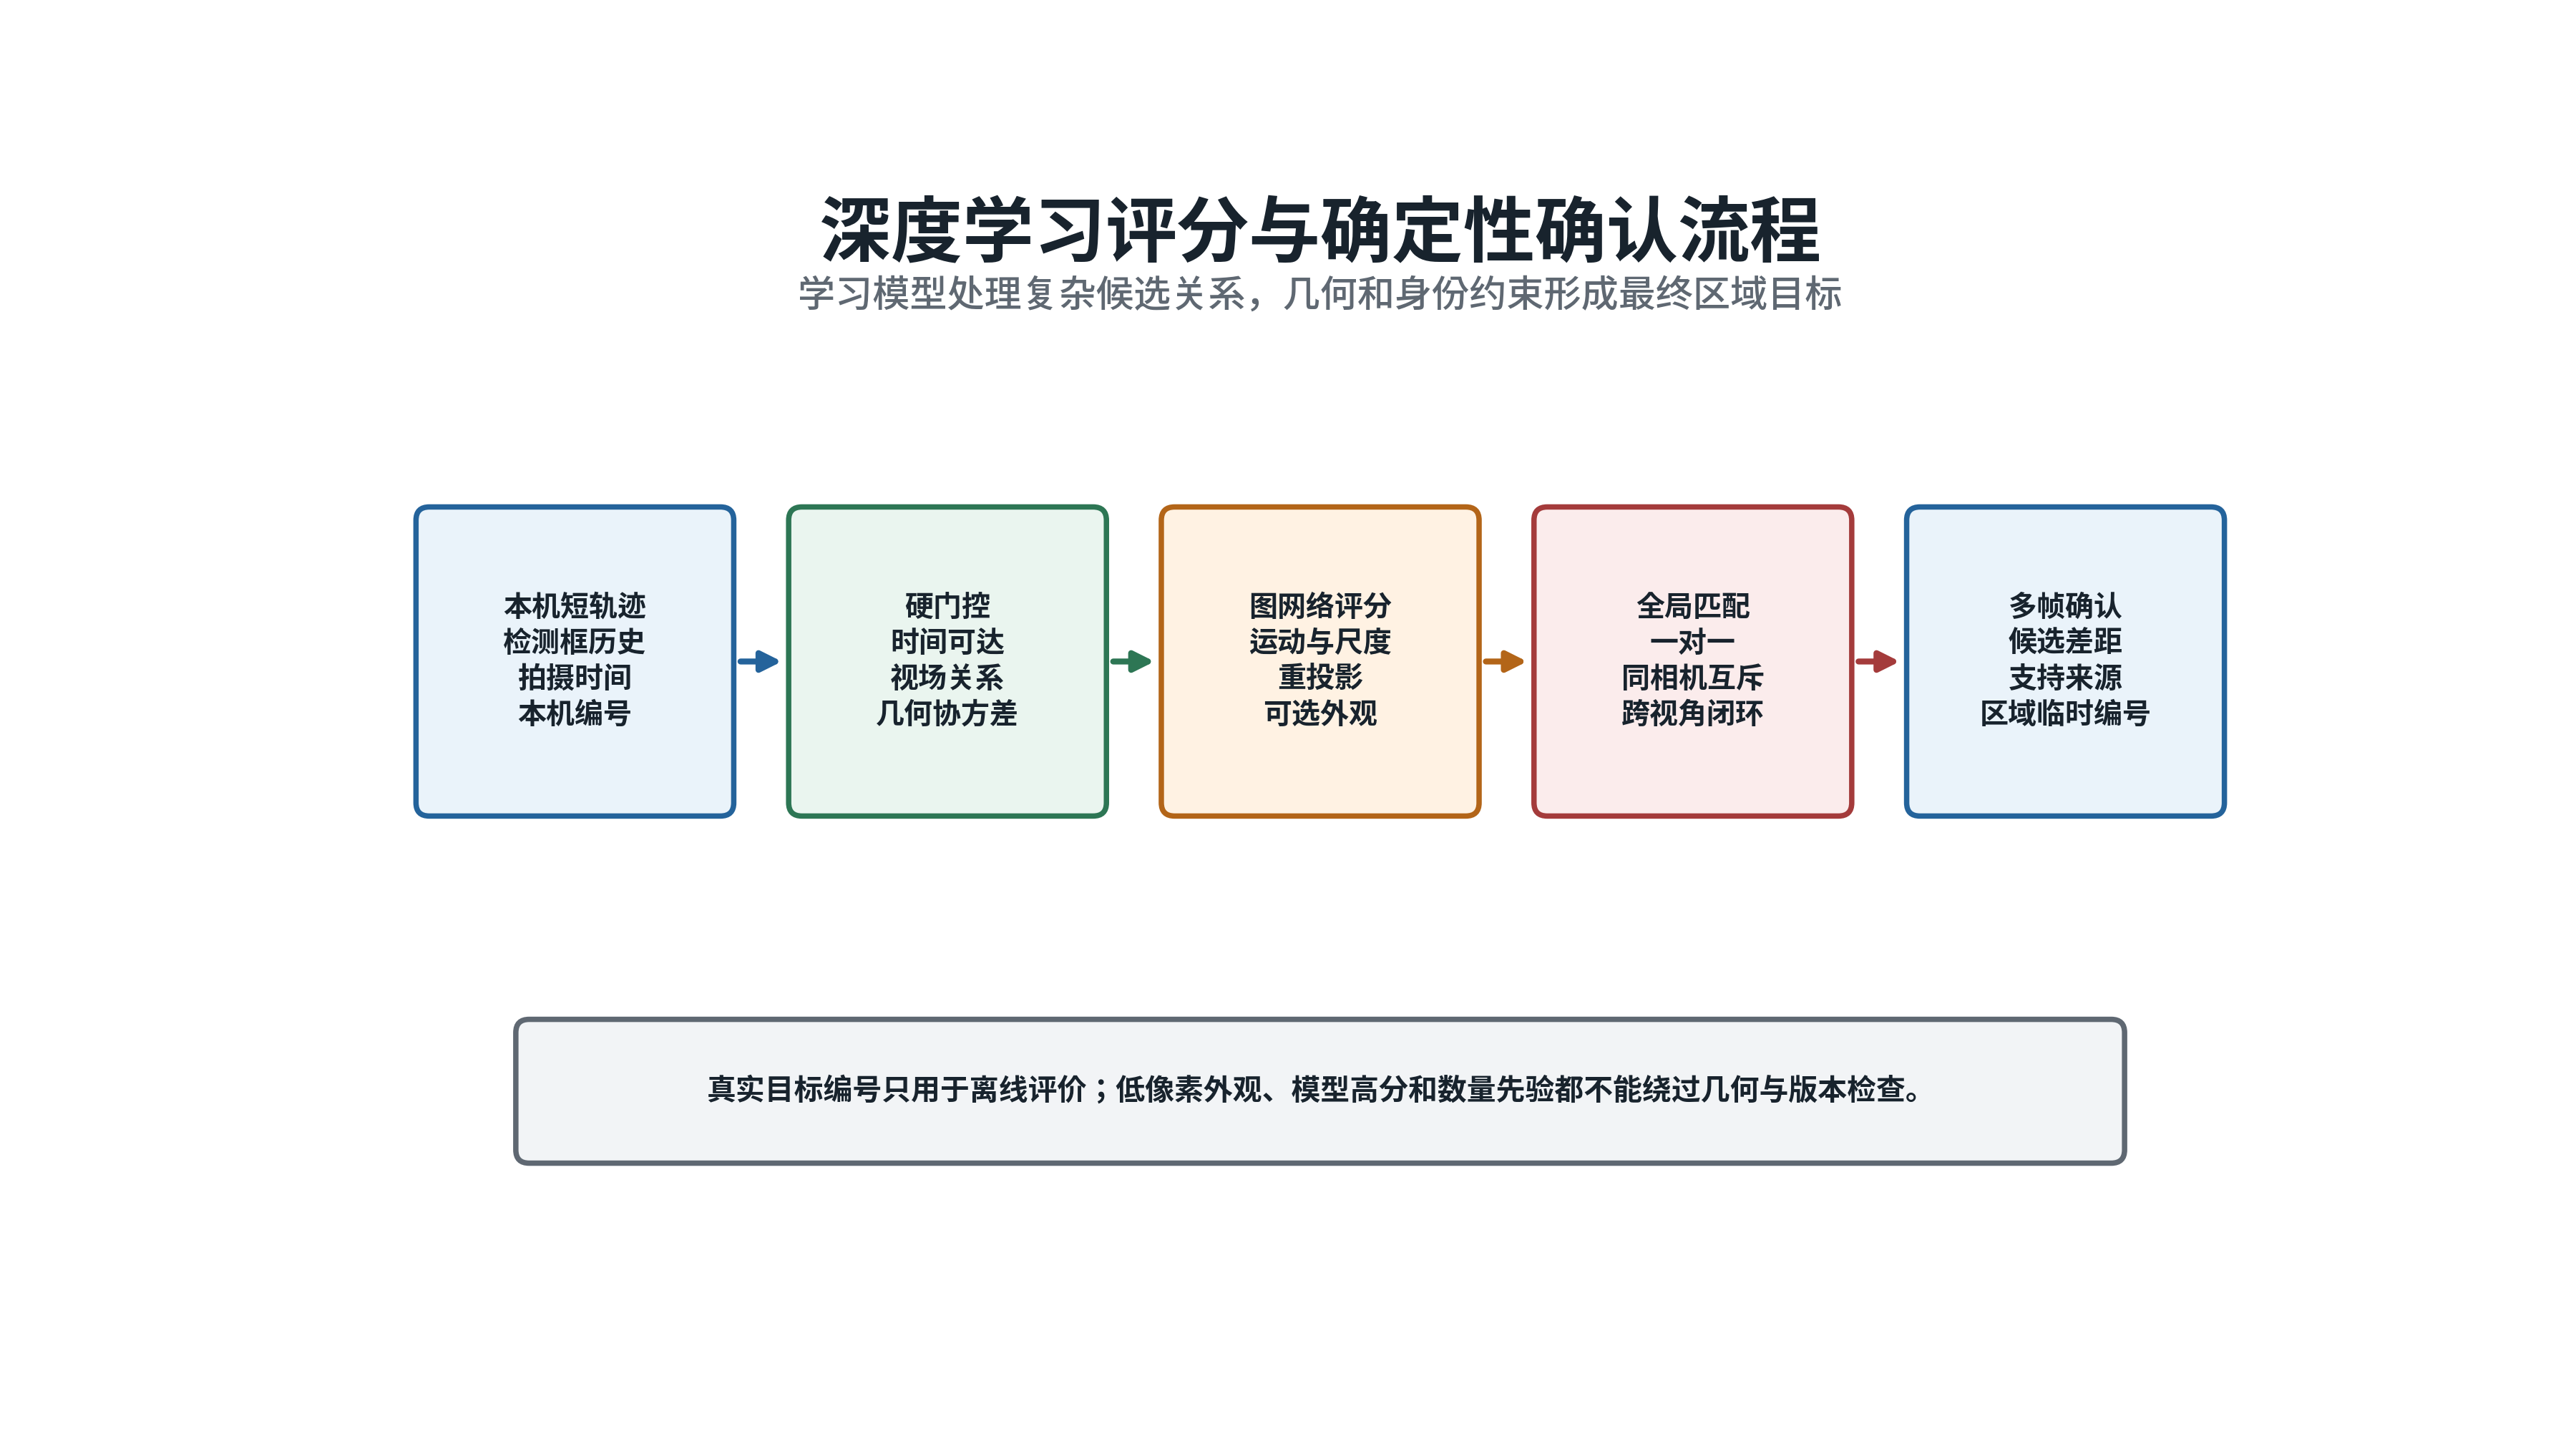 深度学习评分与确定性确认流程
学习模型处理复杂候选关系，几何和身份约束形成最终区域目标
本机短轨迹
检测框历史
拍摄时间
本机编号
硬门控
时间可达
视场关系
几何协方差
图网络评分
运动与尺度
重投影
可选外观
全局匹配
一对一
同相机互斥
跨视角闭环
多帧确认
候选差距
支持来源
区域临时编号
真实目标编号只用于离线评价；低像素外观、模型高分和数量先验都不能绕过几何与版本检查。